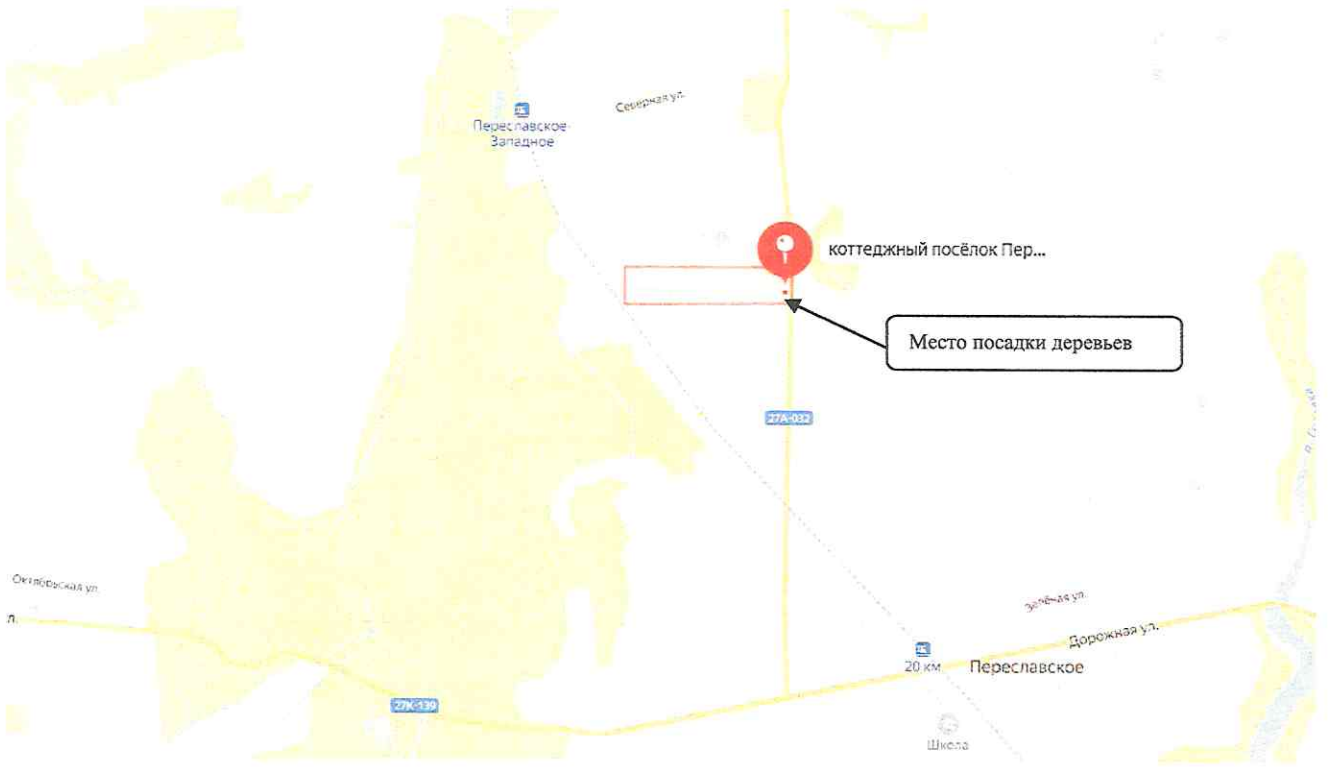 Северная ул.
Переславское-
Западное
коттеджный посёлок Пер...
Место посадки деревьев
27А-032
Октябрьская ул.
Зелёная ул.
л.
Дорожная ул.
20 км
Переславское
27К-139
Школа